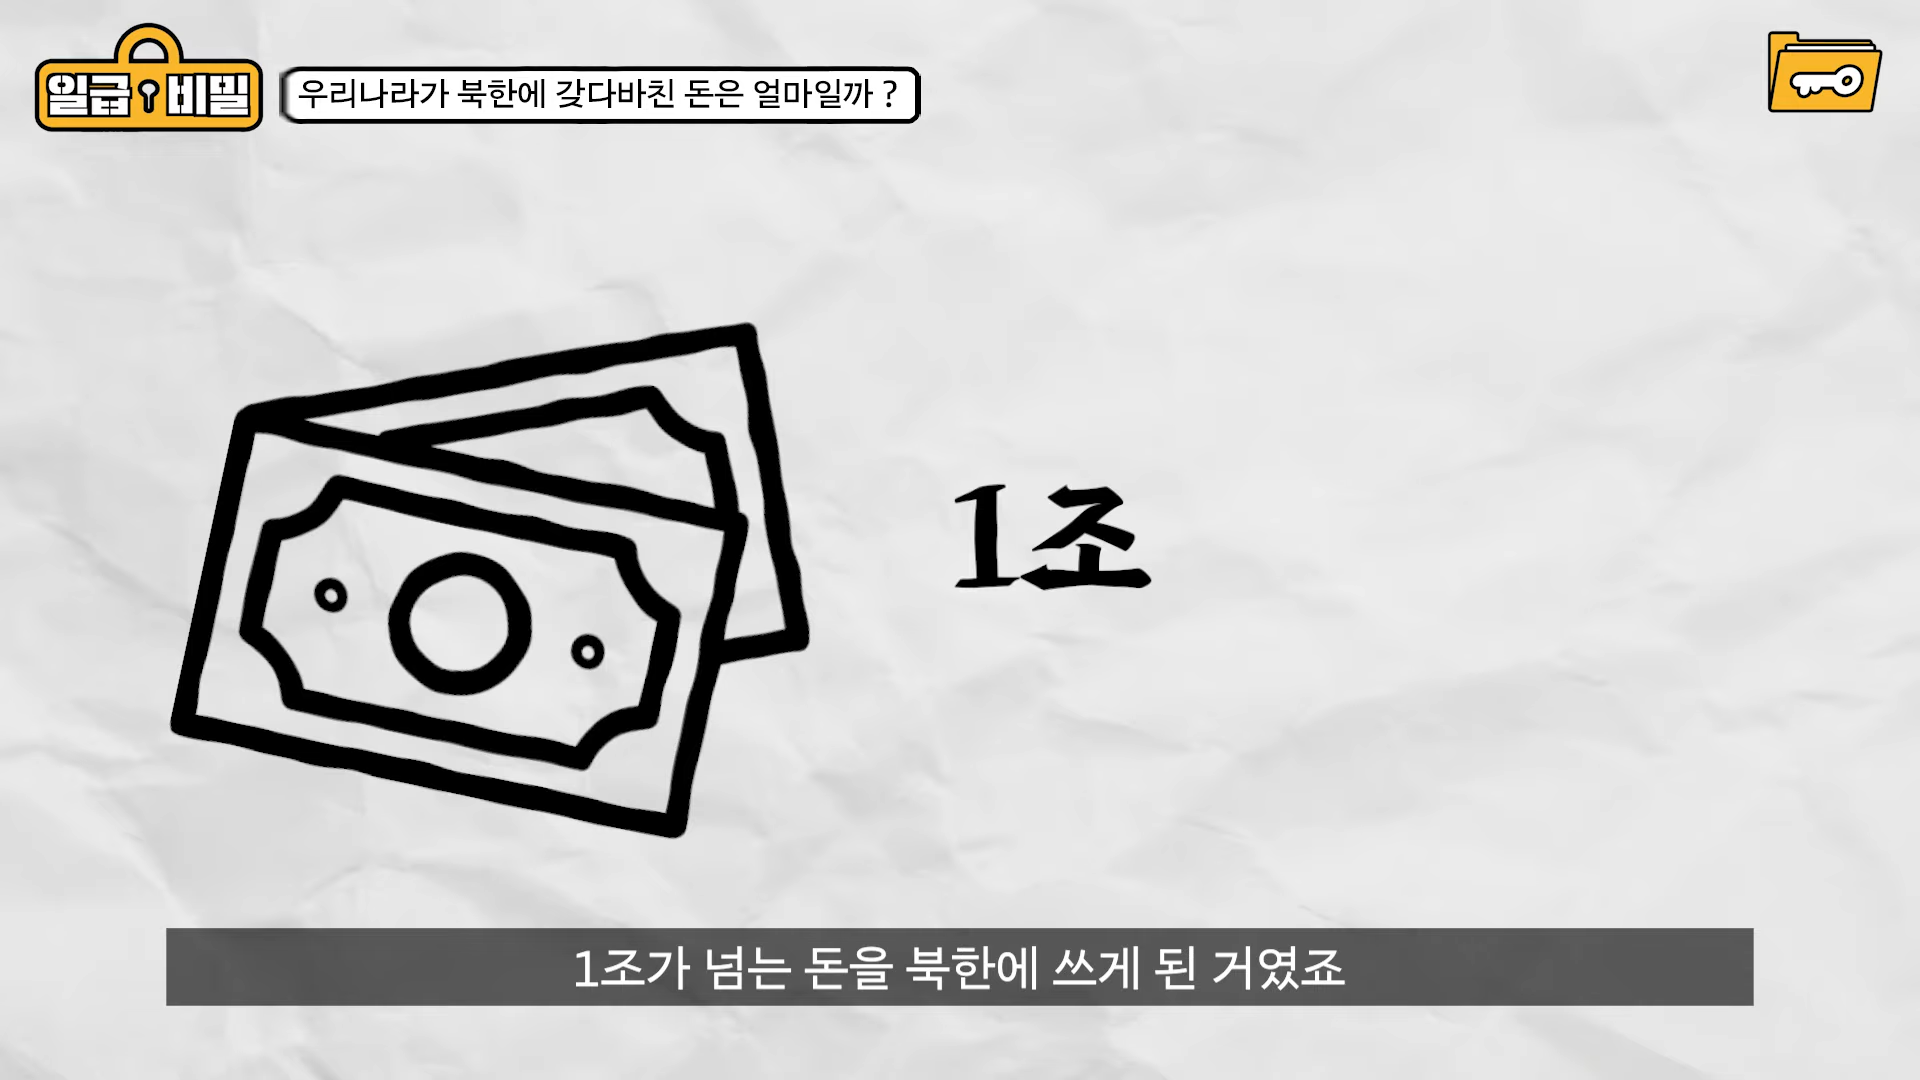 일급비밀
우리나라가 북한에 갖다바친 돈은 얼마일까 ?
1조
1조가 넘는 돈을 북한에 쓰게 된 거였죠